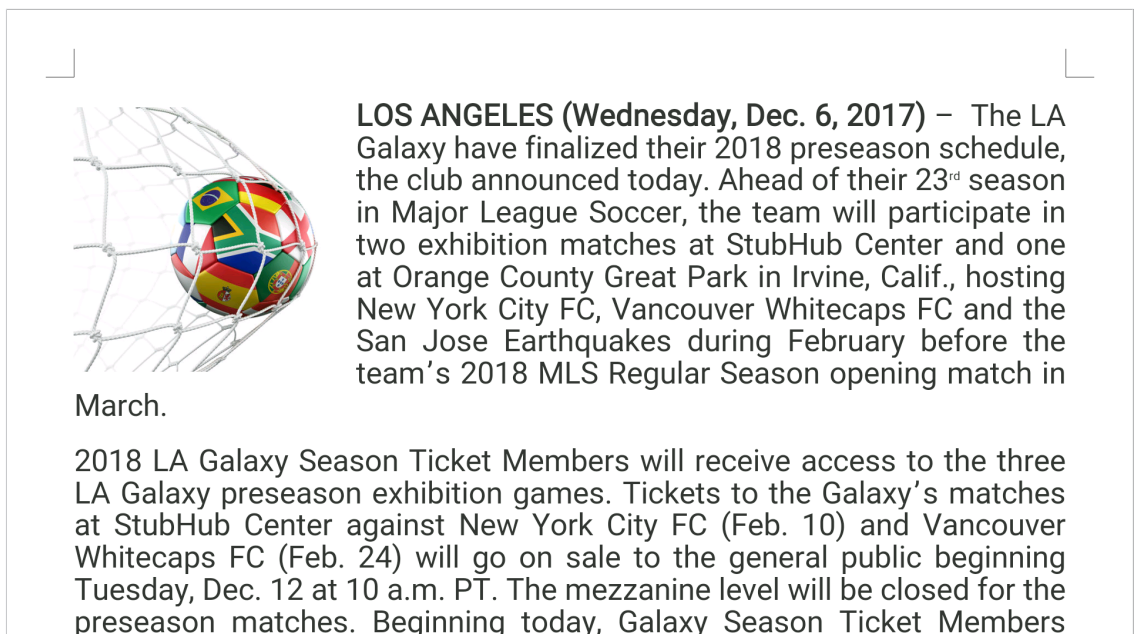 LOS ANGELES (Wednesday, Dec. 6, 2017) –  The LA
Galaxy have finalized their 2018 preseason schedule,
the club announced today. Ahead of their 23rd season
in Major League Soccer, the team will participate in
two exhibition matches at StubHub Center and one
at Orange County Great Park in Irvine, Calif., hosting
New York City FC, Vancouver Whitecaps FC and the
San Jose Earthquakes during February before the
team’s 2018 MLS Regular Season opening match in
March.
2018 LA Galaxy Season Ticket Members will receive access to the three
LA Galaxy preseason exhibition games. Tickets to the Galaxy’s matches
at StubHub Center against New York City FC (Feb. 10) and Vancouver
Whitecaps FC (Feb. 24) will go on sale to the general public beginning
Tuesday, Dec. 12 at 10 a.m. PT. The mezzanine level will be closed for the
preseason matches. Beginning today, Galaxy Season Ticket Members